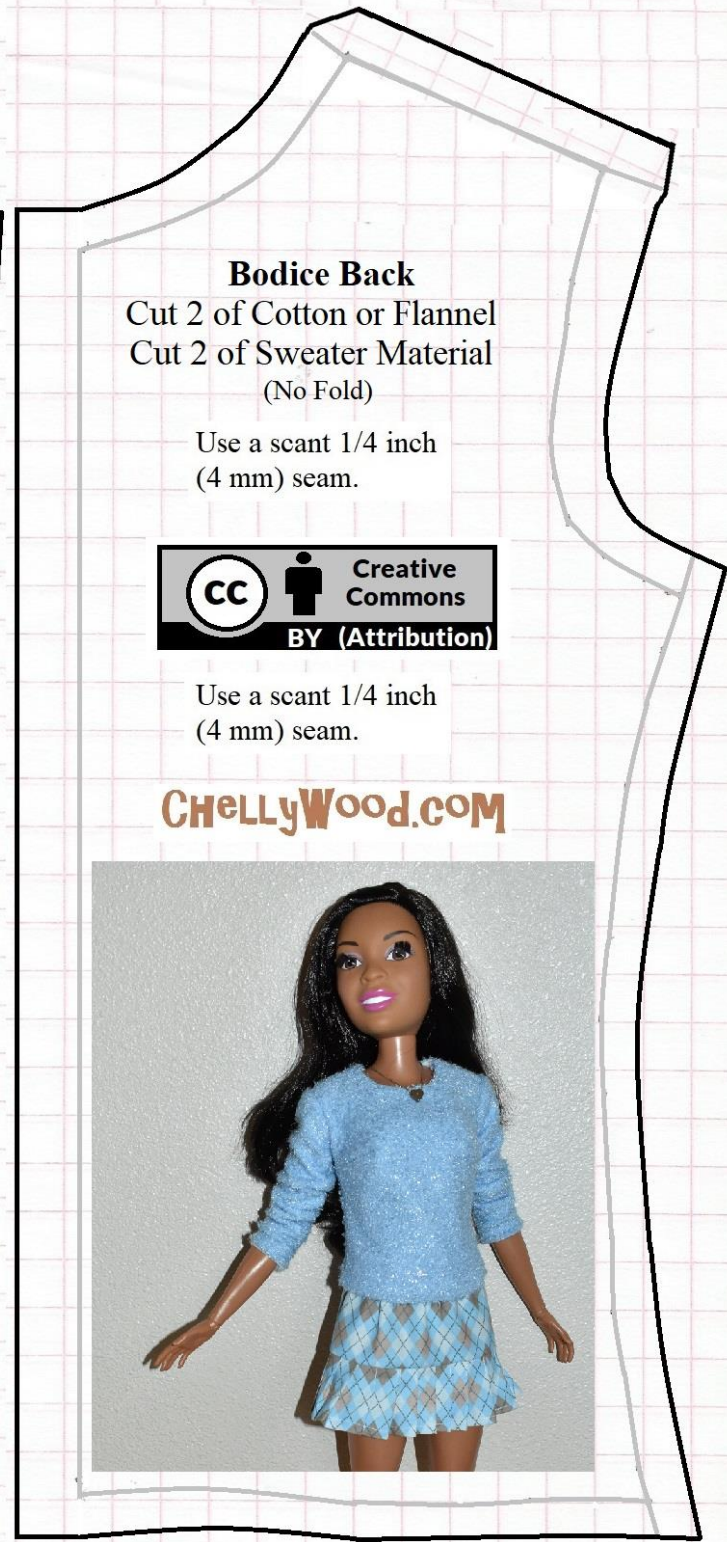 Bodice Back
Cut 2 of Cotton or Flannel
Cut 2 of Sweater Material
(No Fold)
Use a scant 1/4 inch
(4 mm) seam.
CC
Creative
Commons
BY (Attribution)
Use a scant 1/4 inch
(4 mm) seam.
CHeLLyWooD.coM